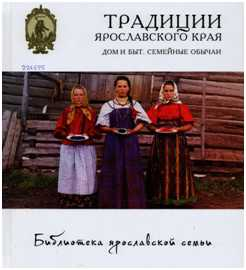 ТРАДИЦИИ
ЯРОСЛАВСКОГО КРАЯ
ДОМ И БЫТ. СЕМЕЙНЫЕ ОБЫЧАИ
Библиотека ярославской семьи